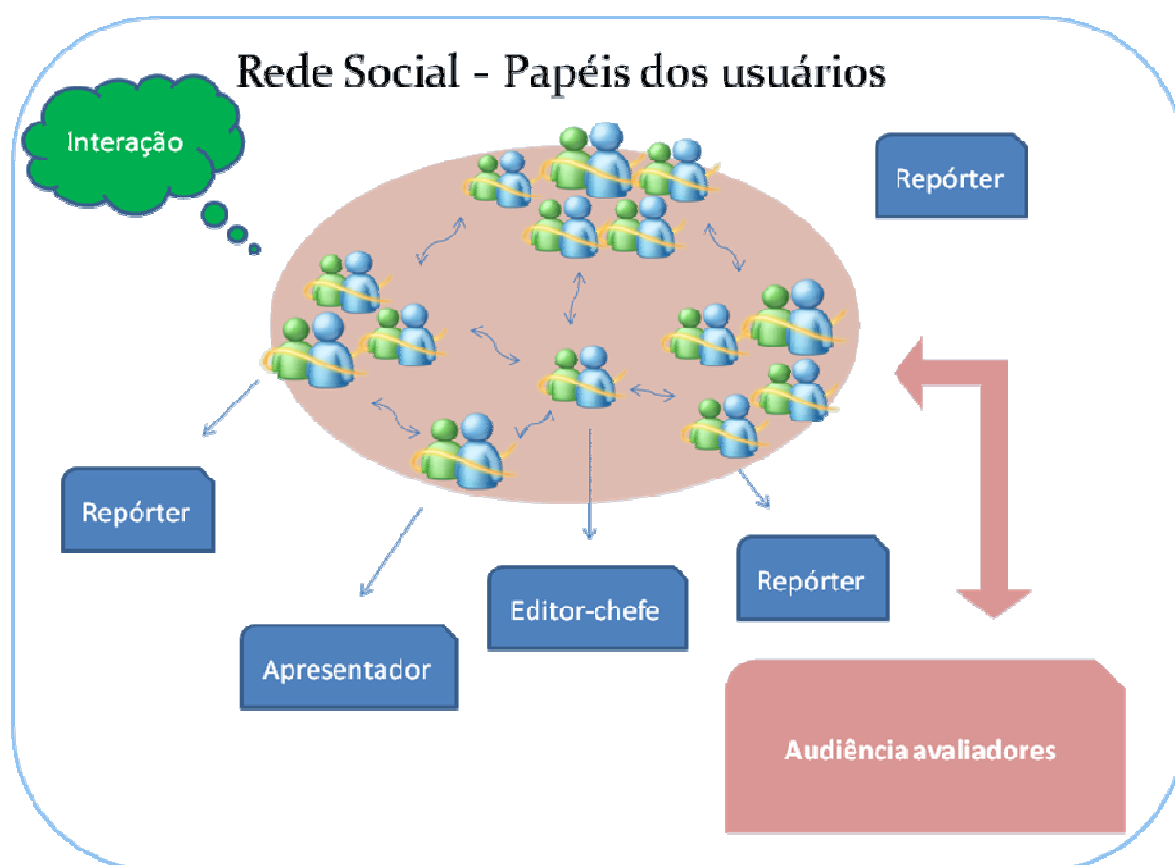 Rede Social - Papéis dos usuários
Interação
Repórter
Repórter
Repórter
Editor-chefe
Apresentador
Audiência avaliadores